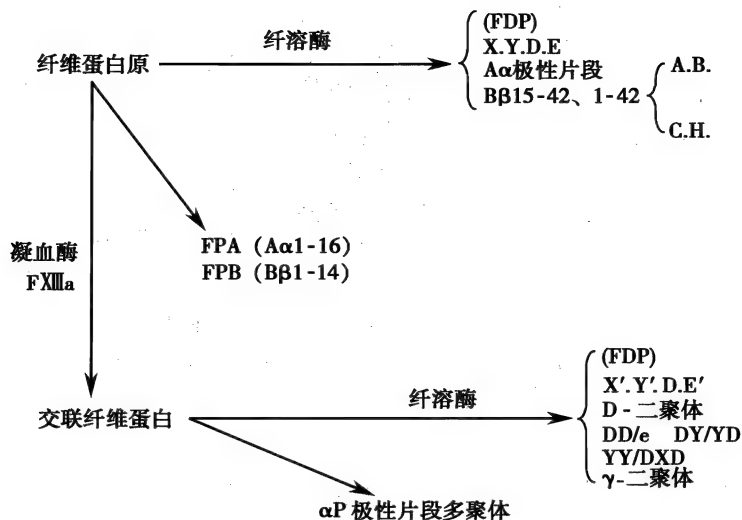 (FDP)
纤溶酶
X.Y.D.E
纤维蛋白原
Aα极性片段
A.B.
Bβ15-42、1-42
C.H.
凝血酶
FⅩⅢa
FPA (Aα1-16)
FPB (Bβ1-14)
(FDP)
X′.Y′.D.E′
纤溶酶
D-二聚体
交联纤维蛋白
DD/e DY/YD
YY/DXD
γ-二聚体
αP 极性片段多聚体